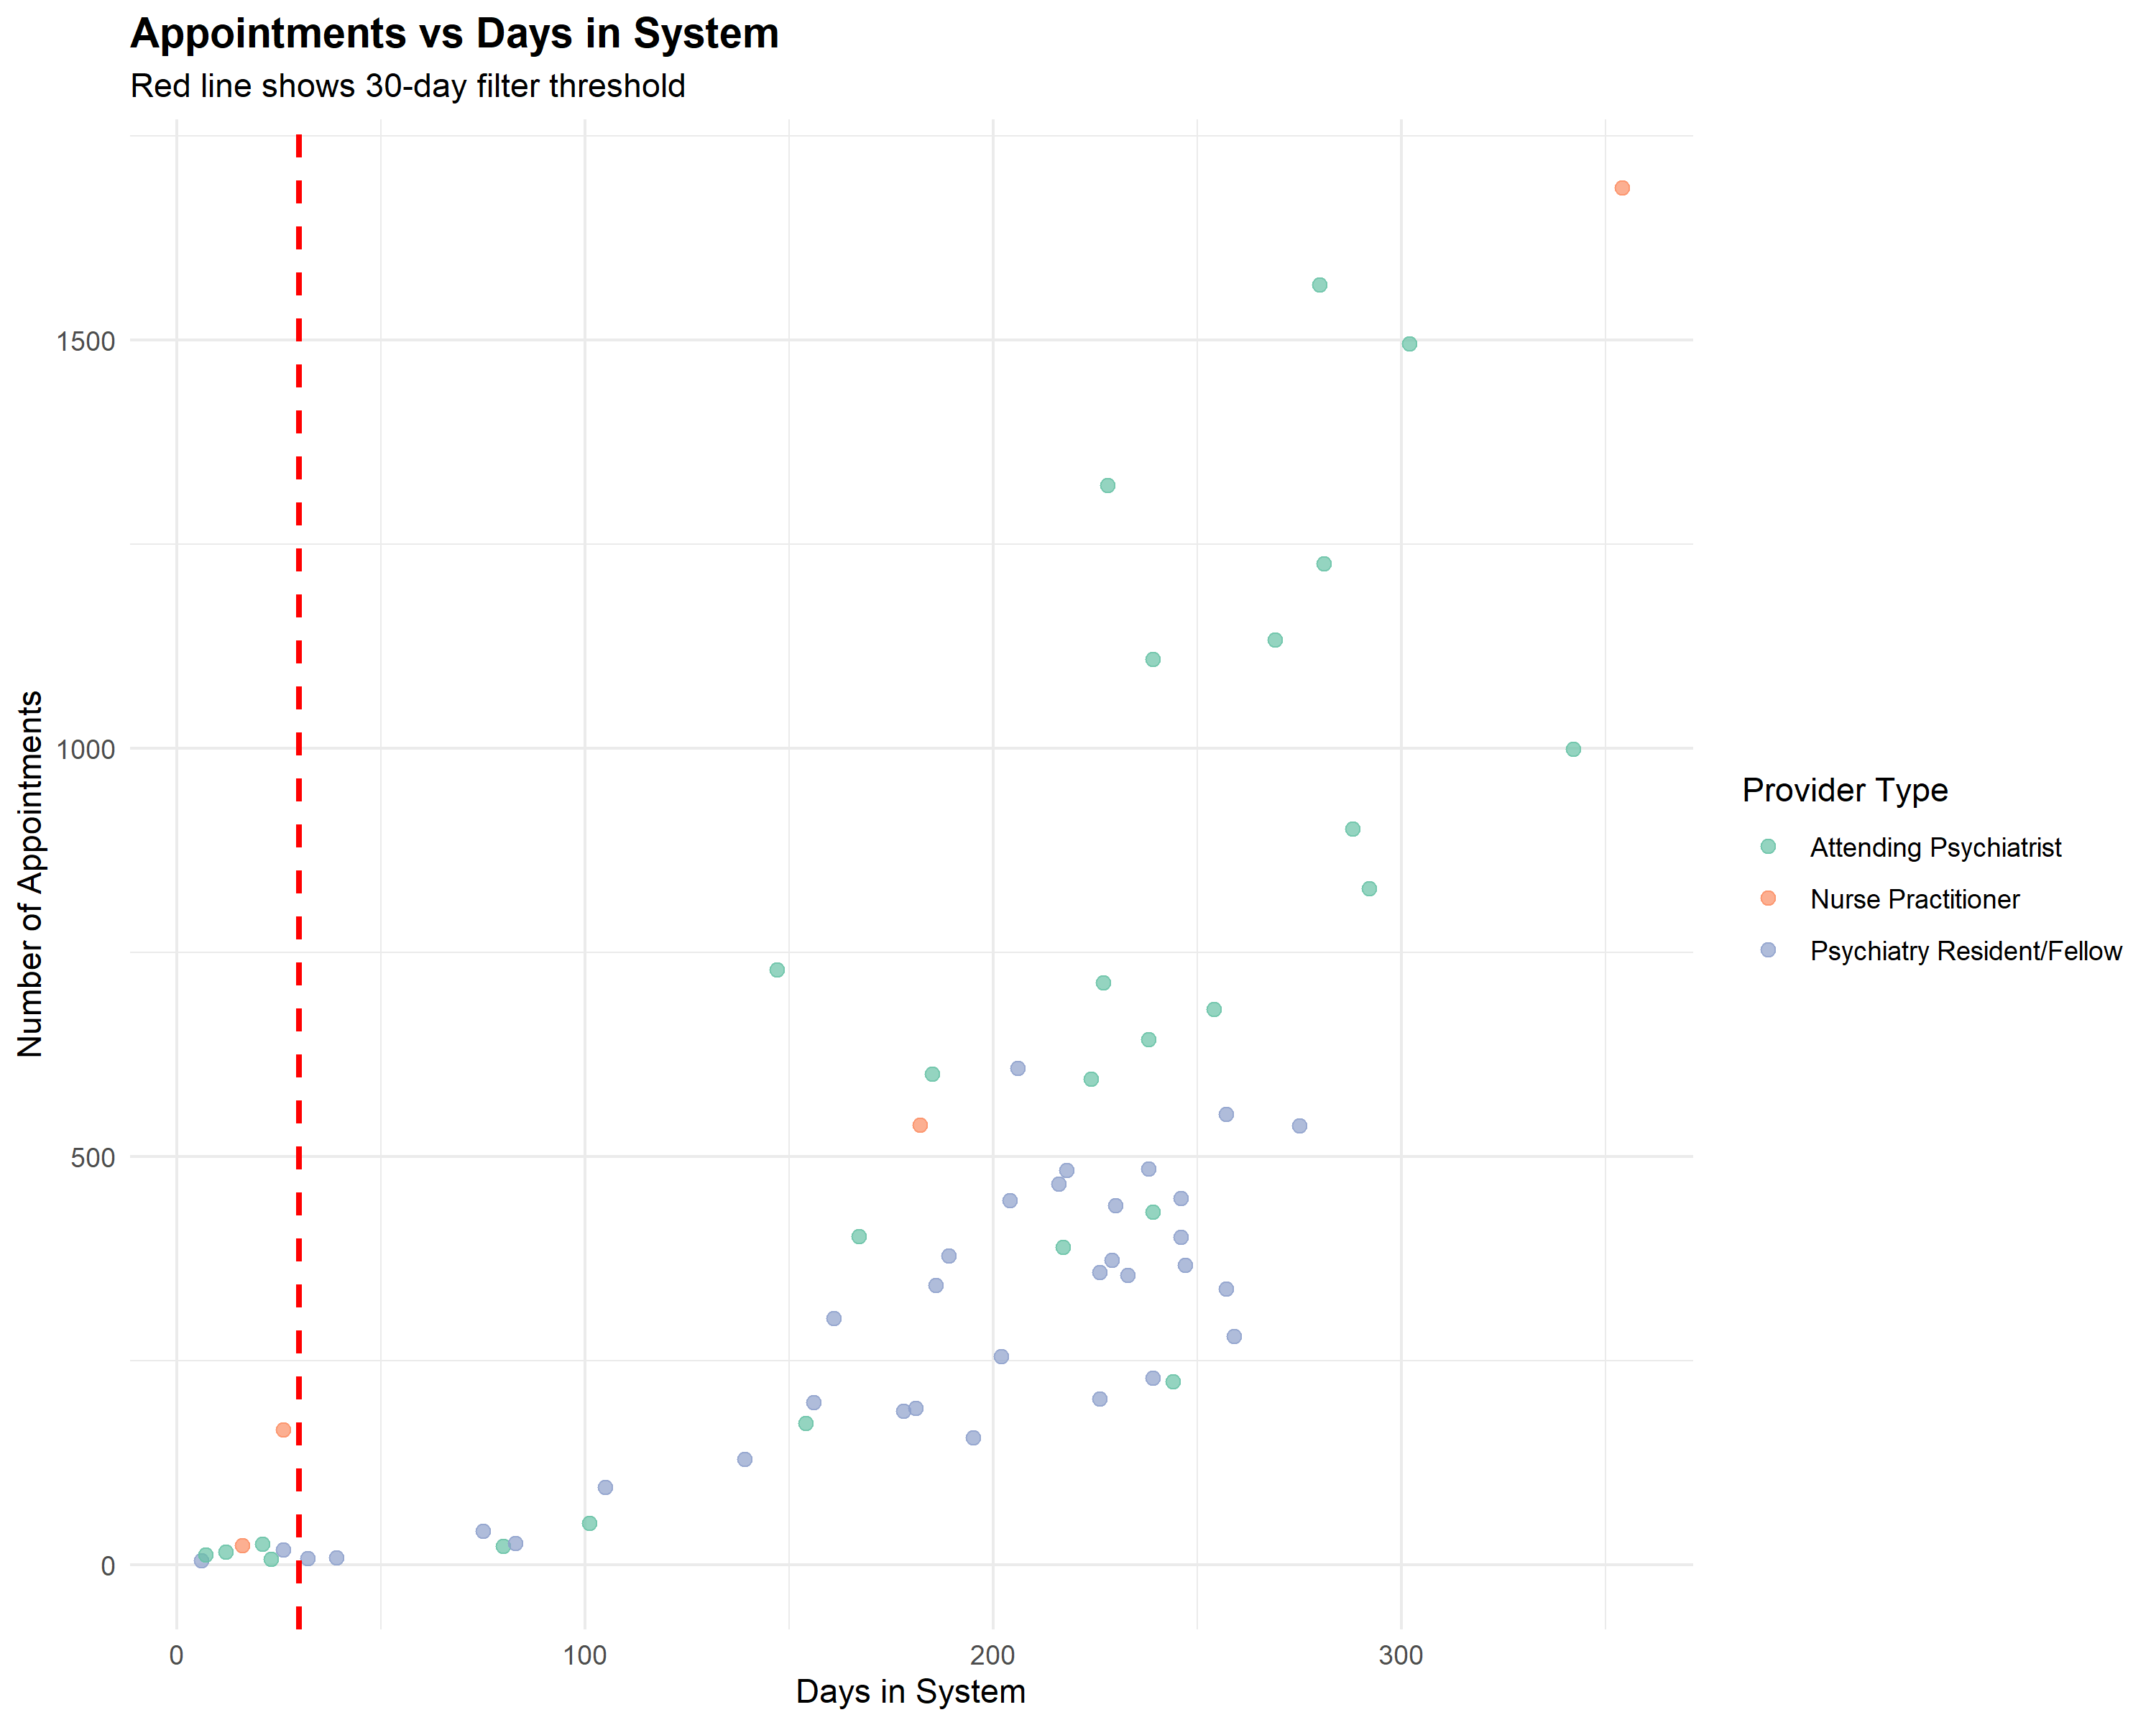 Appointments vs Days in System
Red line shows 30-day filter threshold
Number of Appointments
1500
1000
500
0
0 100 200 300
Days in System
Provider Type
Attending Psychiatrist
Nurse Practitioner
Psychiatry Resident/Fellow